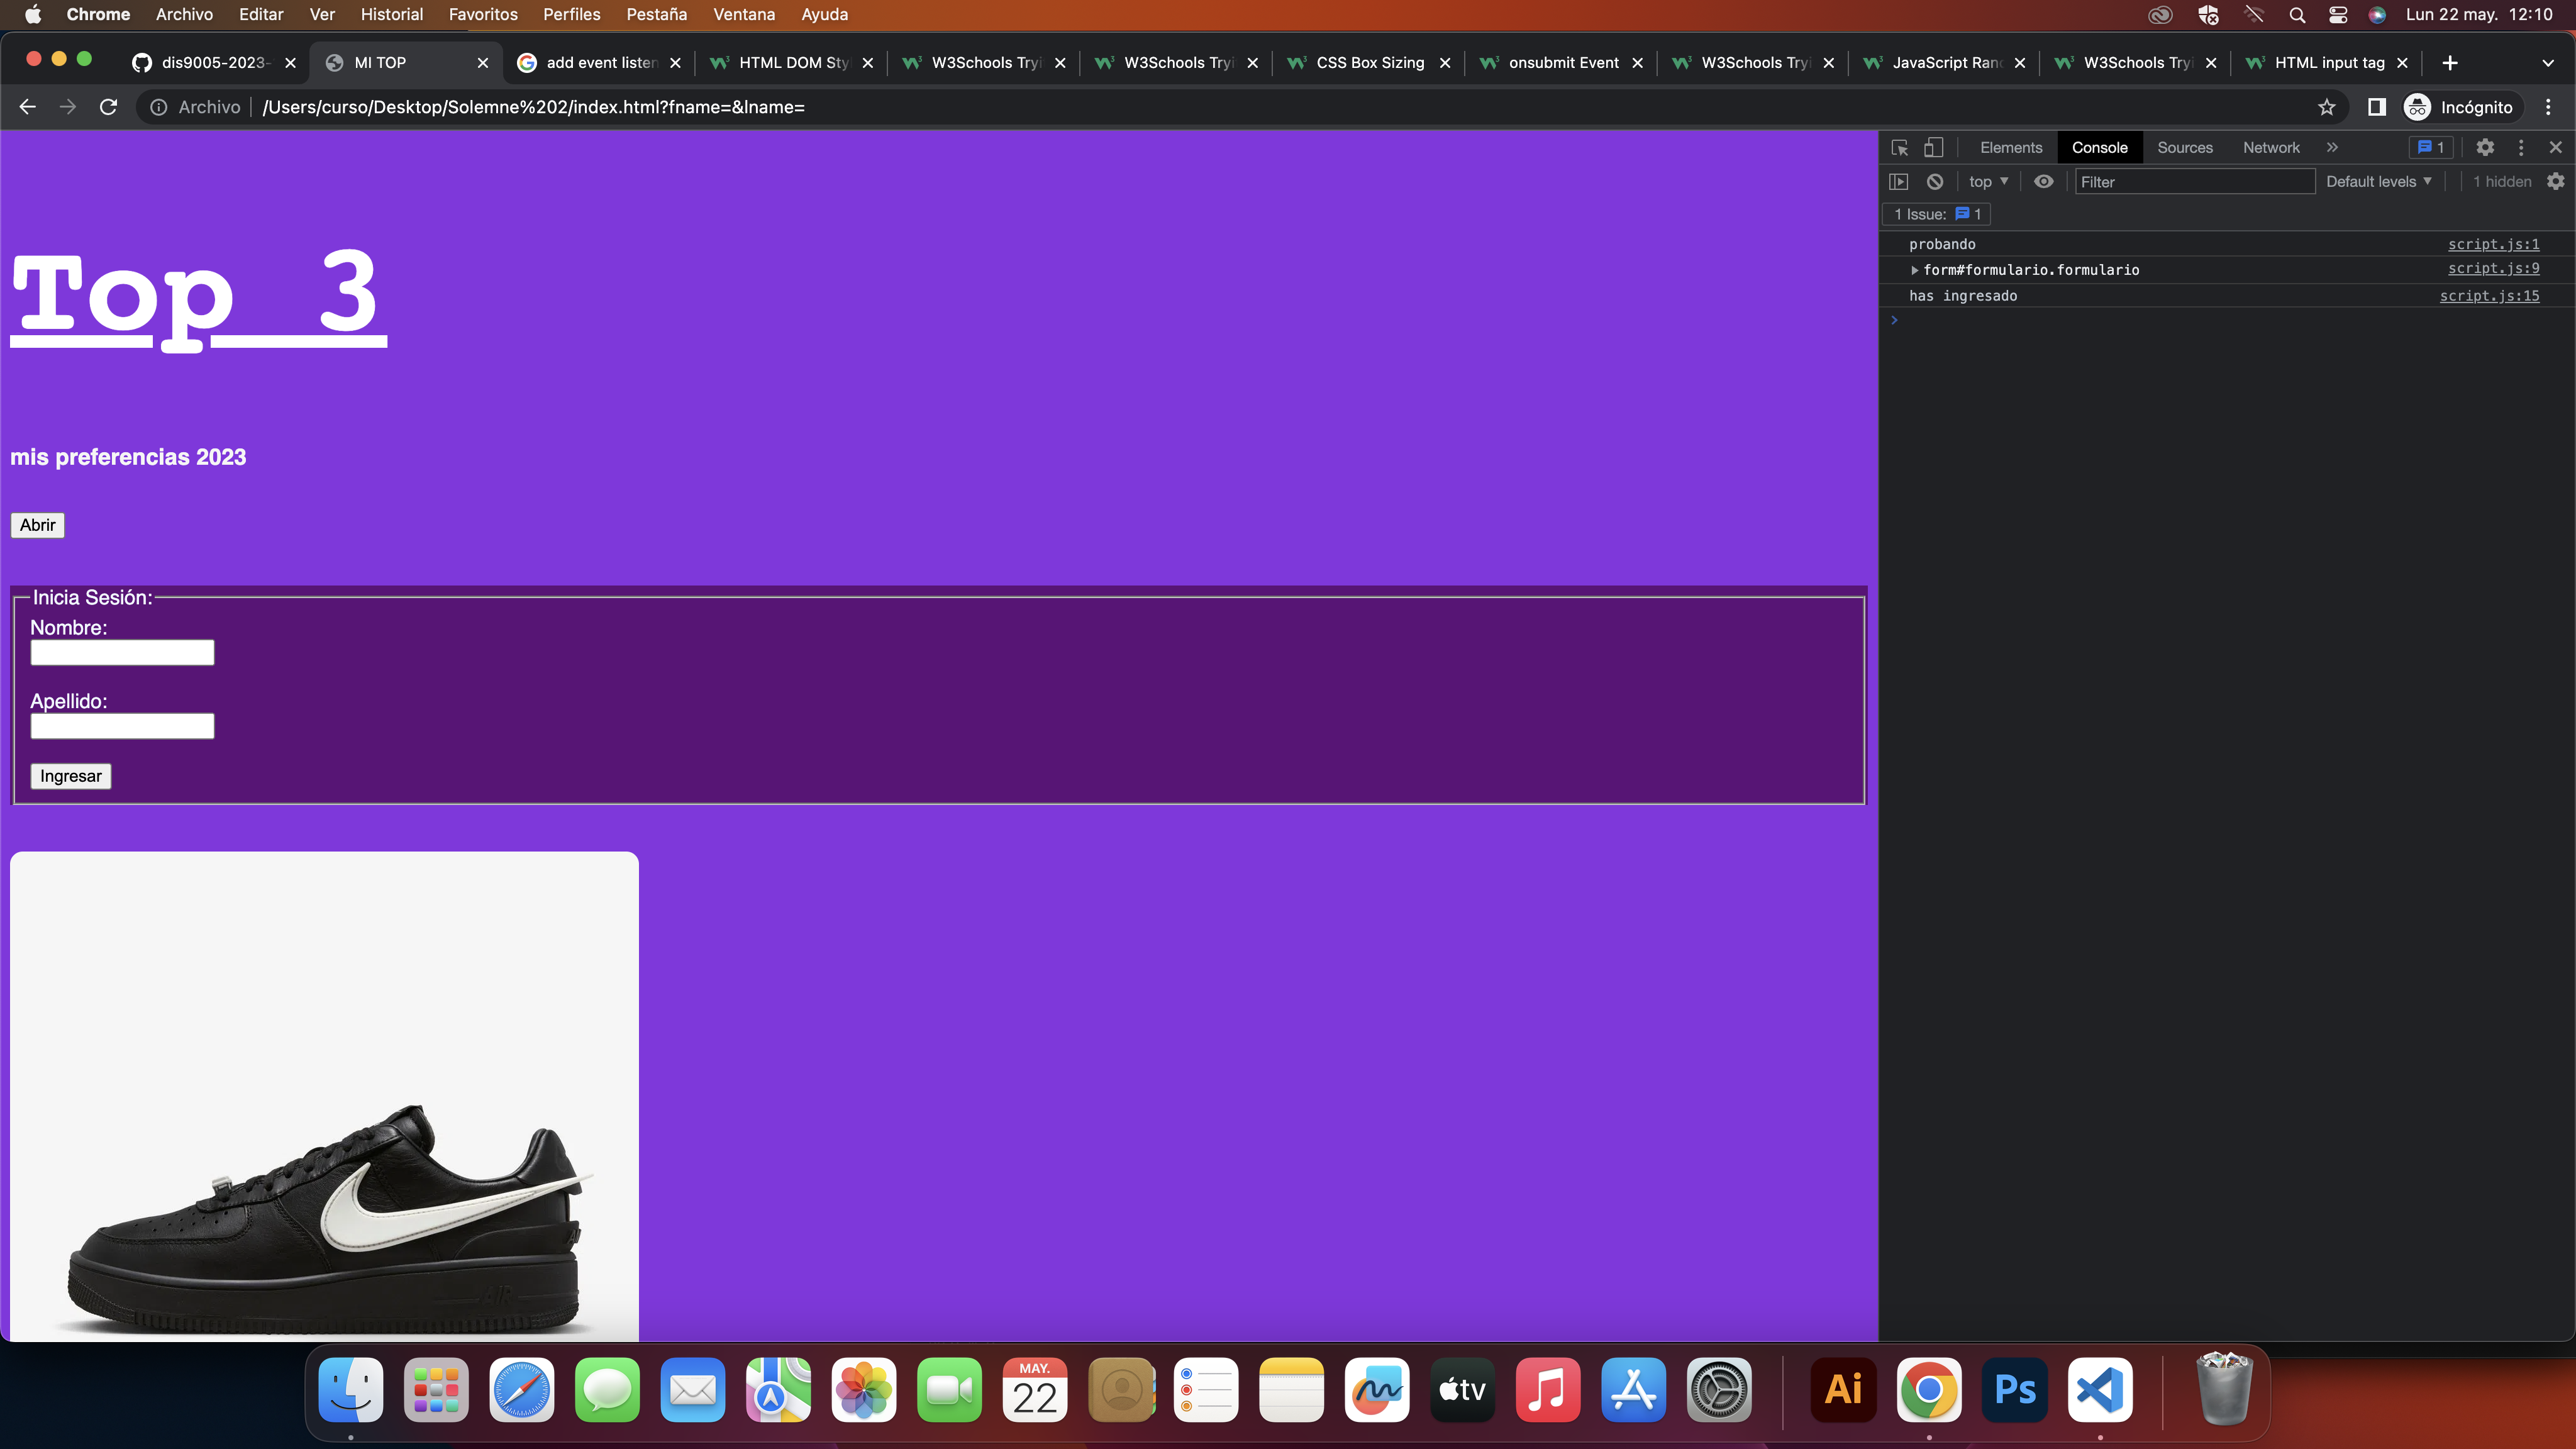 Chrome Archivo Editar Ver Historial Favoritos Perfiles Pestaña Ventana Ayuda Lun 22 may. 12:10
dis9005-2023- MI TOP add event listen HTML DOM Sty W3Schools Tryi W3Schools Tryi CSS Box Sizing onsubmit Event W3Schools Tryi JavaScript Ran W3Schools Tryi HTML input tag
Archivo /Users/curso/Desktop/Solemne%202/index.html?fname=&lname= Incógnito
Elements Console Sources Network 1
top Filter Default levels 1 hidden
1 Issue: 1
probando script.js:1
form#formulario.formulario script.js:9
has ingresado script.js:15
Top 3
mis preferencias 2023
Abrir
Inicia Sesión:
Nombre:
Apellido:
Ingresar
AIR
MAY.
22
tv
Ai
Ps